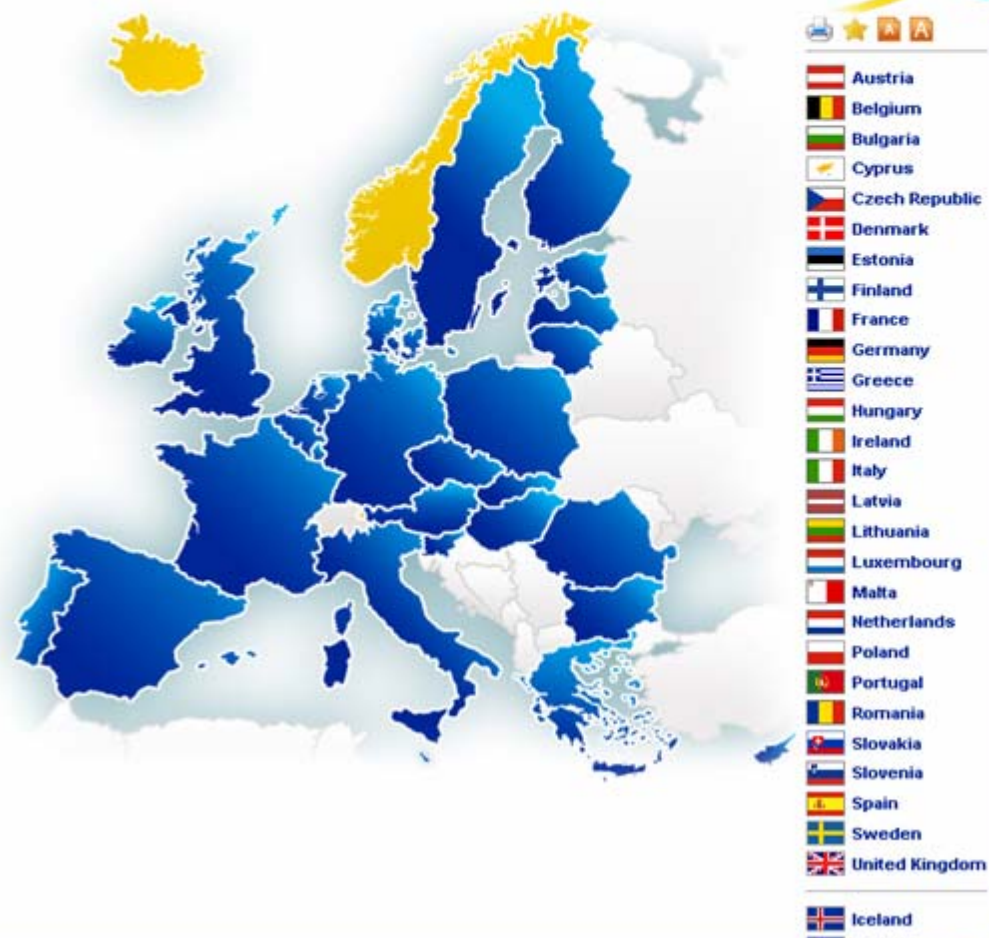 A
A
Austria
Belgium
Bulgaria
Cyprus
Czech Republic
Denmark
Estonia
Finland
France
Germany
Greece
Hungary
Ireland
Italy
Latvia
Lithuania
Luxembourg
Malta
Netherlands
Poland
Portugal
Romania
Slovakia
Slovenia
Spain
Sweden
United Kingdom
Iceland